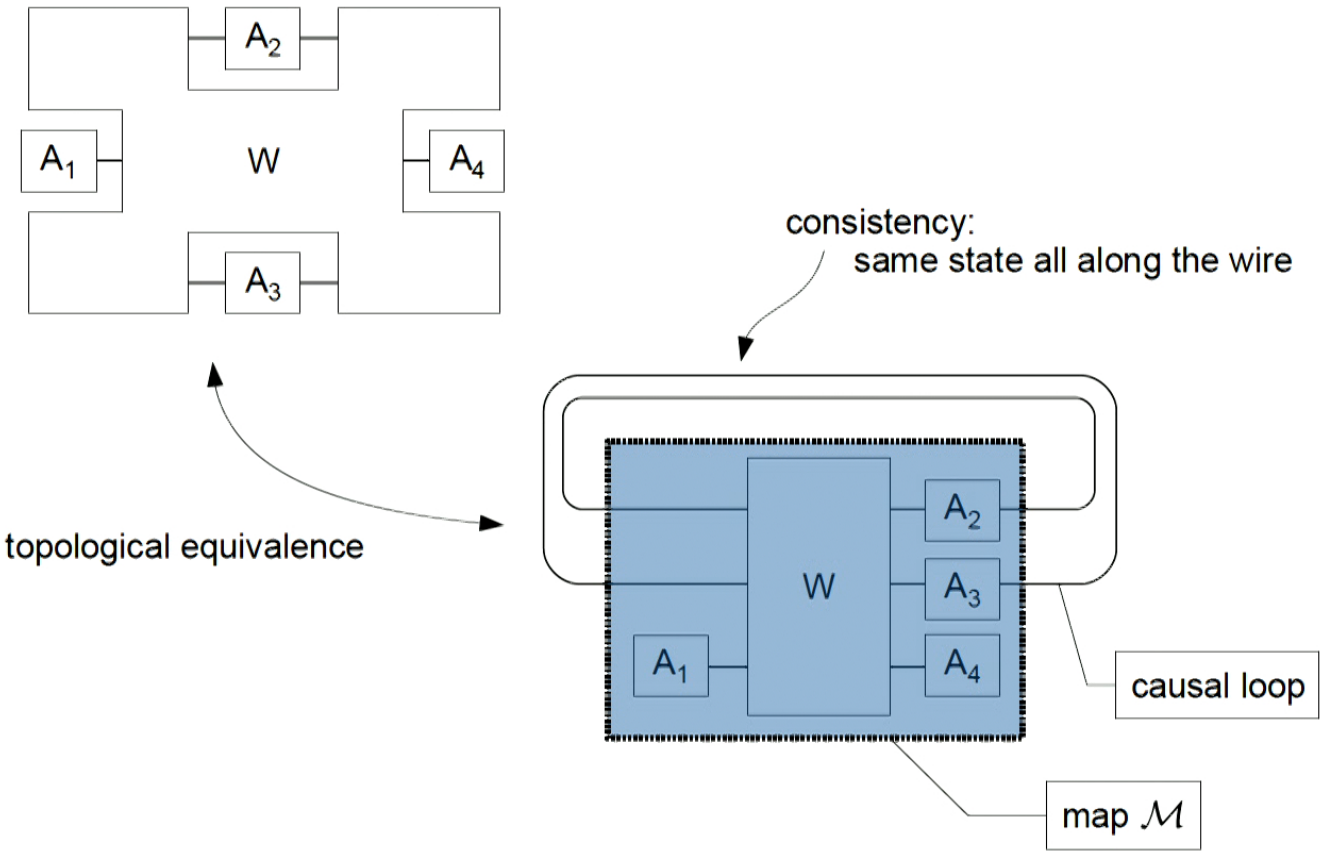 A₂
A₁
W
A₄
A₃
consistency:
same state all along the wire
topological equivalence
A₂
W
A₃
A₁
A₄
causal loop
map ℳ